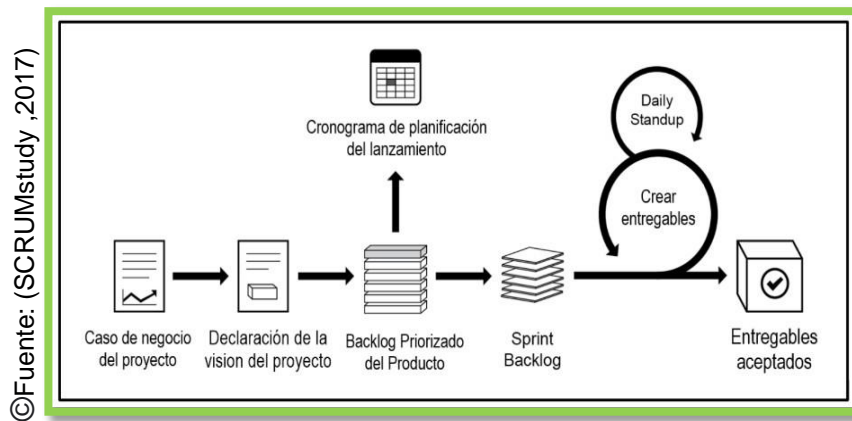 ©Fuente: (SCRUMstudy ,2017)
Cronograma de planificación
del lanzamiento
Daily
Standup
Crear
entregables
Caso de negocio
del proyecto
Declaración de la
vision del proyecto
Backlog Priorizado
del Producto
Sprint
Backlog
Entregables
aceptados